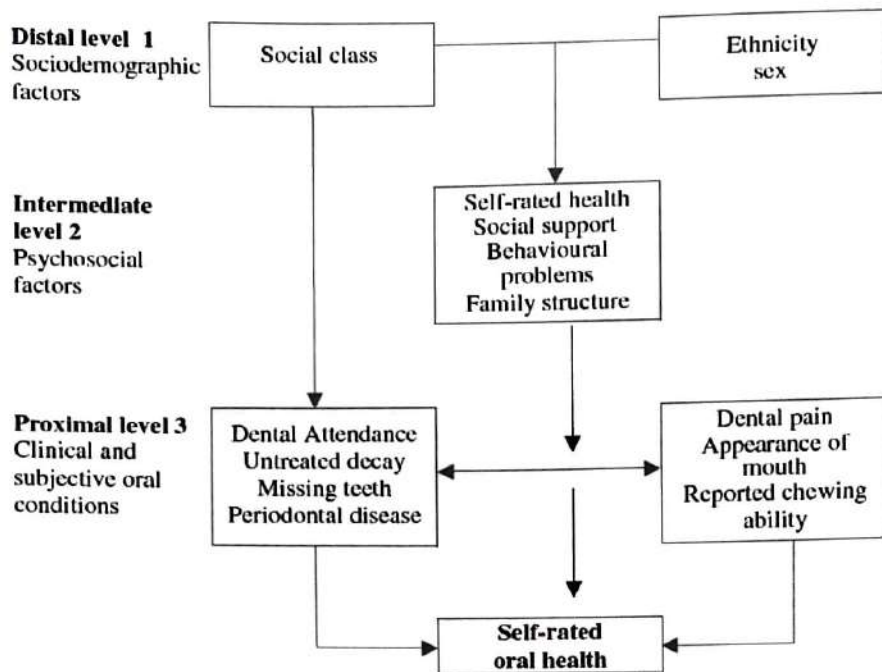 Distal level 1
Sociodemographic
factors
Social class
Ethnicity
sex
Intermediate
level 2
Psychosocial
factors
Self-rated health
Social support
Behavioural
problems
Family structure
Proximal level 3
Clinical and
subjective oral
conditions
Dental Attendance
Untreated decay
Missing teeth
Periodontal disease
Dental pain
Appearance of
mouth
Reported chewing
ability
Self-rated
oral health